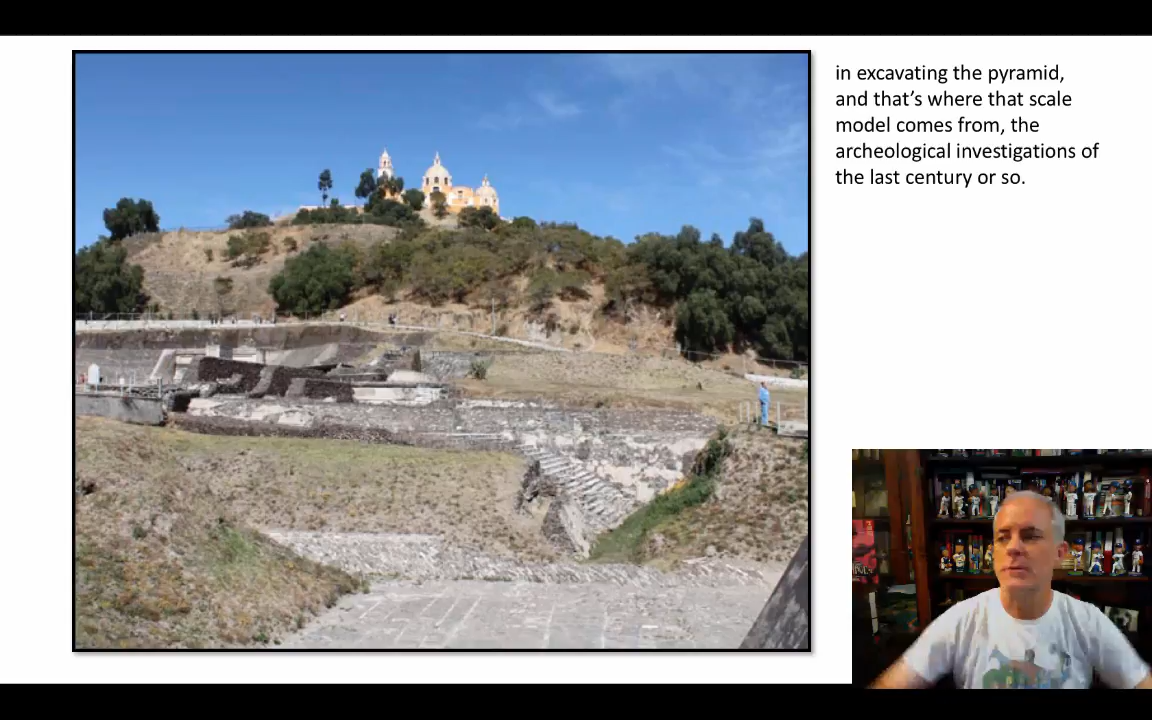 in excavating the pyramid,
and that’s where that scale
model comes from, the
archeological investigations of
the last century or so.